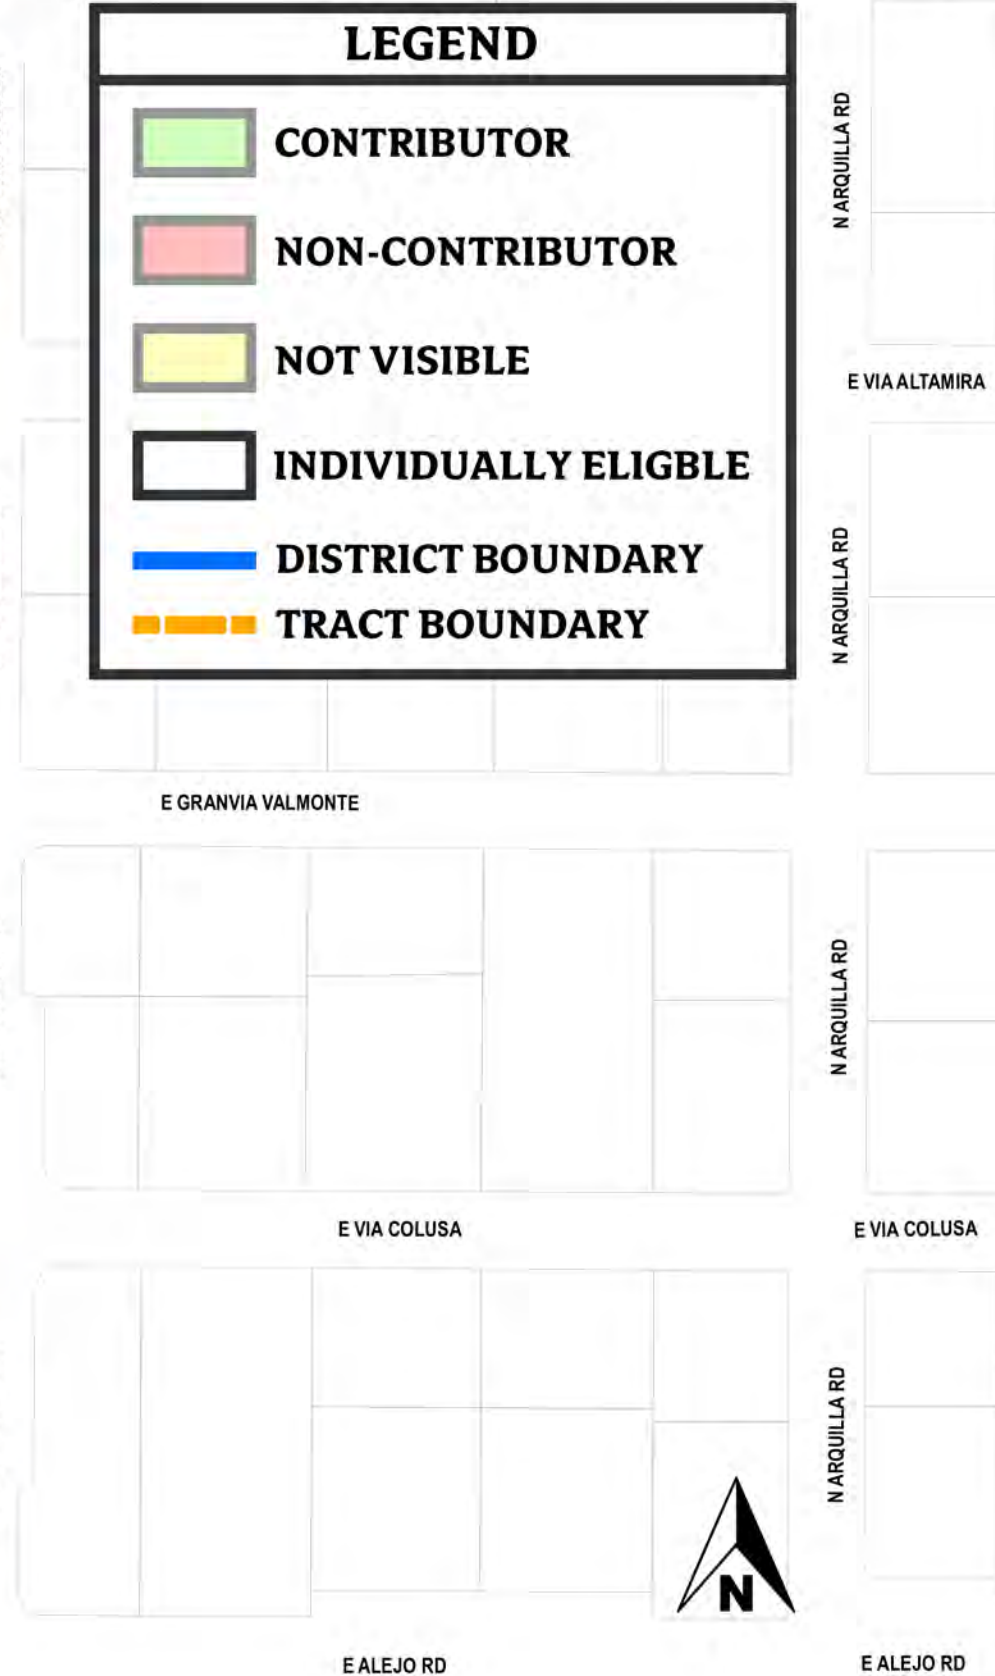 LEGEND
CONTRIBUTOR
NON-CONTRIBUTOR
NOT VISIBLE
INDIVIDUALLY ELIGBLE
DISTRICT BOUNDARY
TRACT BOUNDARY
N ARQUILLA RD
E VIA ALTAMIRA
N ARQUILLA RD
E GRANVIA VALMONTE
N ARQUILLA RD
E VIA COLUSA
E VIA COLUSA
N ARQUILLA RD
N
E ALEJO RD
E ALEJO RD